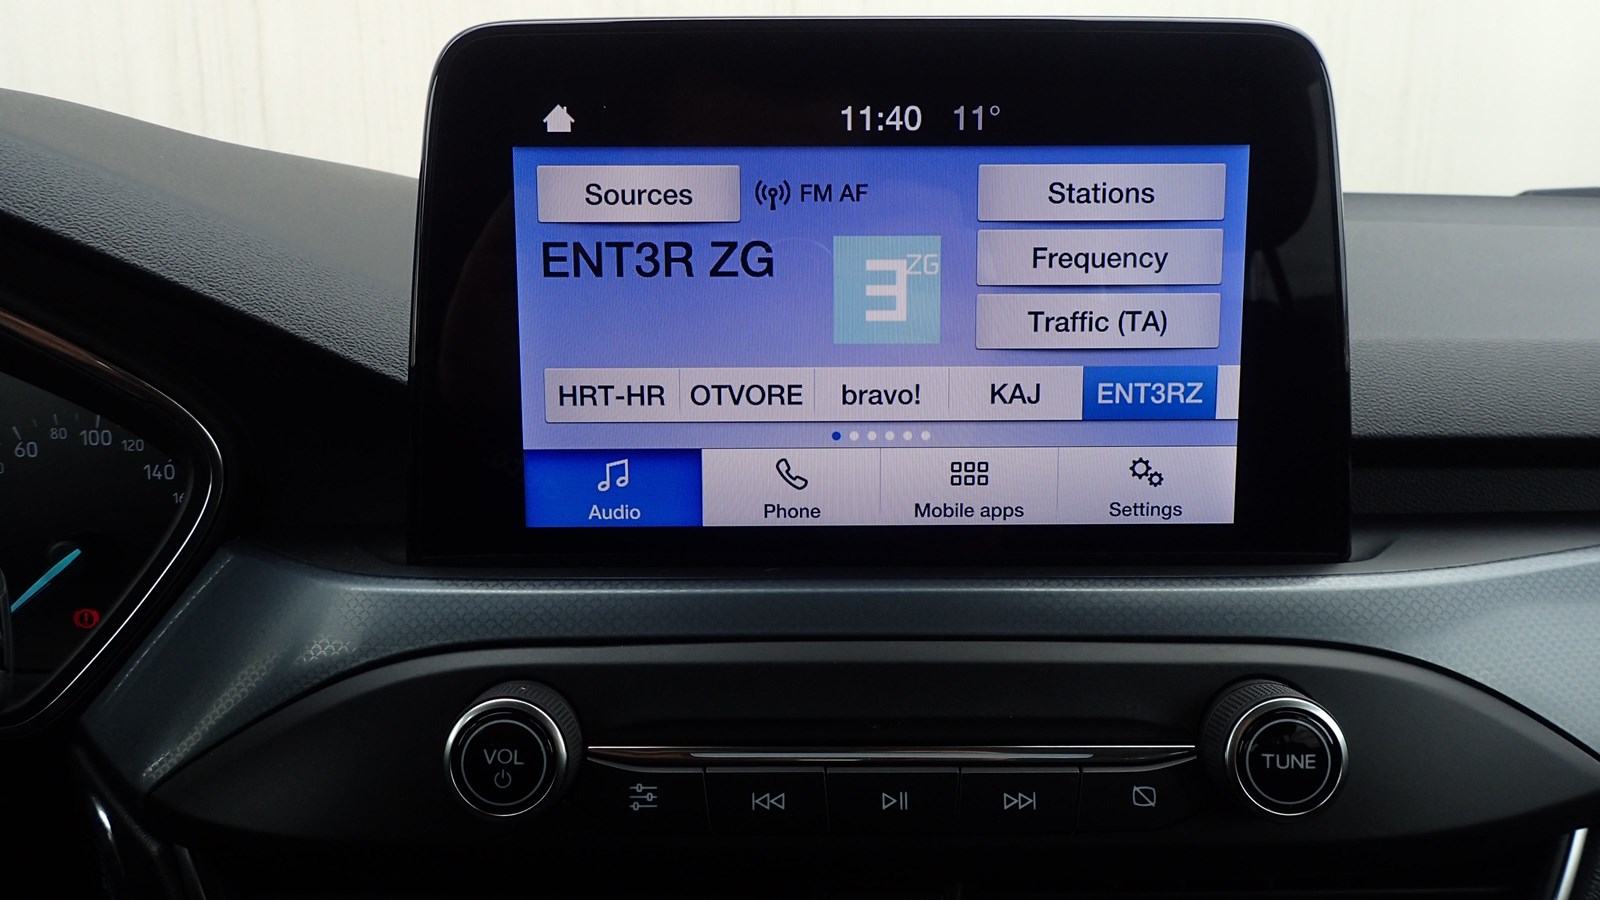 11:40 11°
Sources FM AF Stations
ENT3R ZG
3 ZG
Frequency
Traffic (TA)
HRT-HR OTVORE bravo! KAJ ENT3RZ
Audio Phone Mobile apps Settings
60 80 100 120 140
VOL TUNE